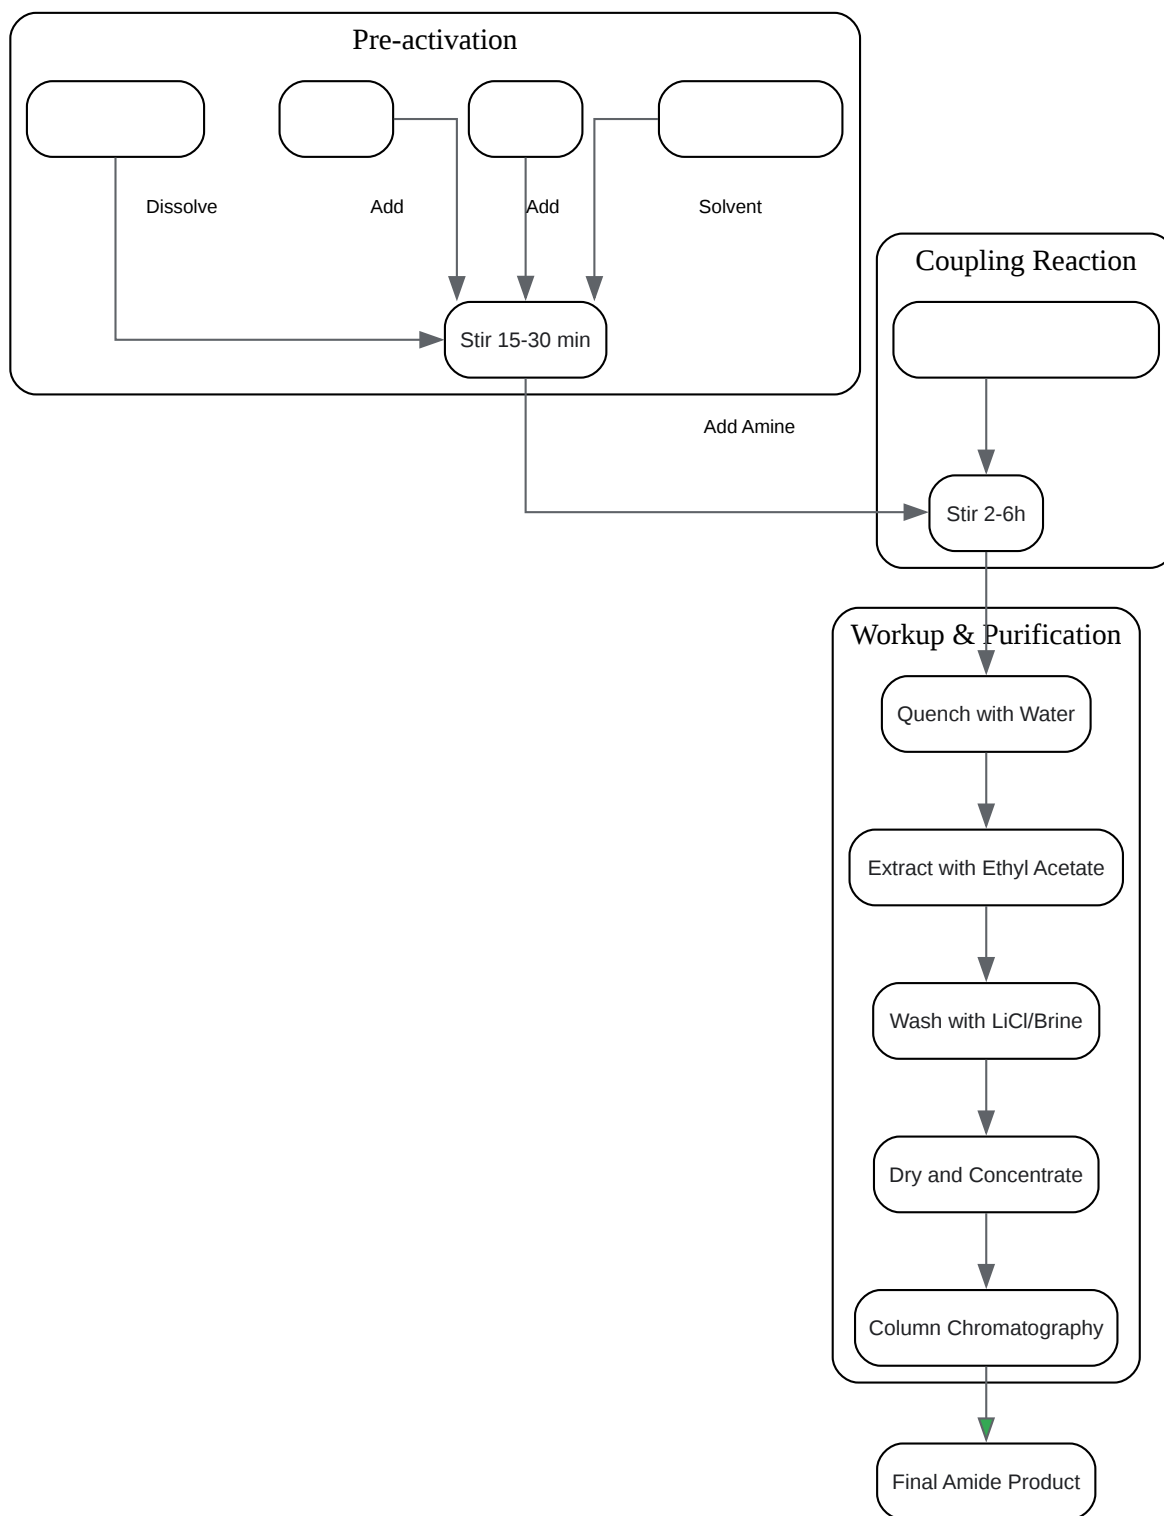 Pre-activation
Dissolve
Add
Add
Solvent
Stir 15-30 min
Coupling Reaction
Add Amine
Stir 2-6h
Workup & Purification
Quench with Water
Extract with Ethyl Acetate
Wash with LiCl/Brine
Dry and Concentrate
Column Chromatography
Final Amide Product